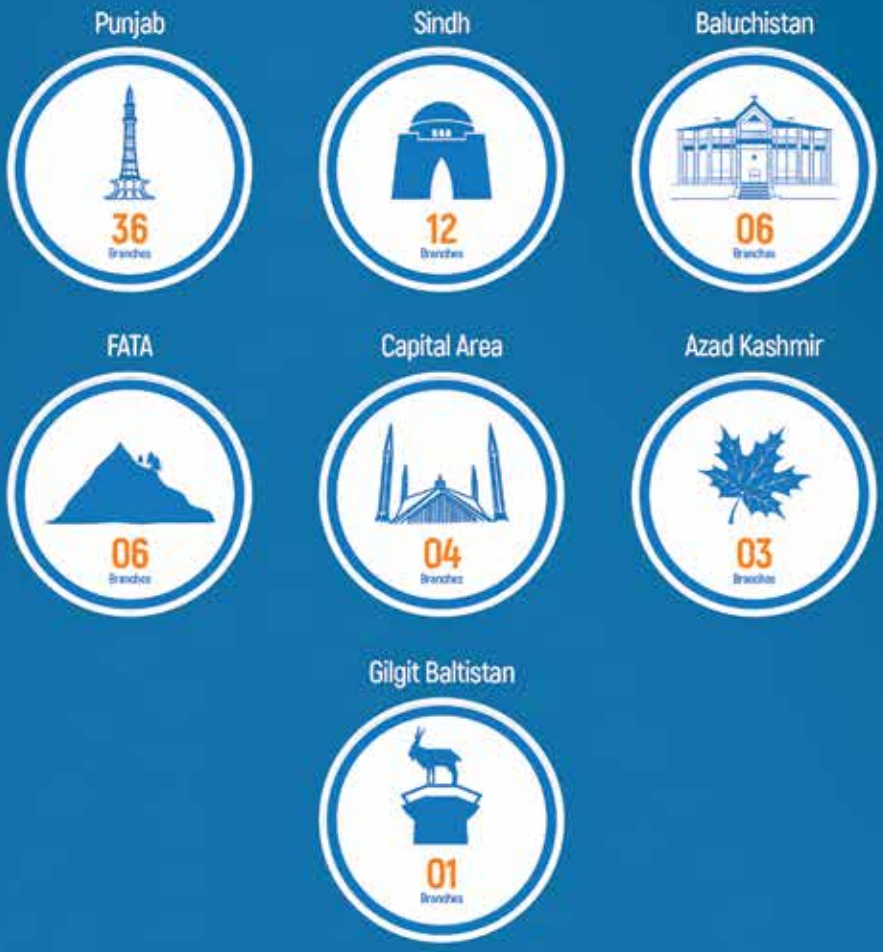 Punjab
36
Branches
Sindh
12
Branches
Baluchistan
06
Branches
FATA
06
Branches
Capital Area
04
Branches
Azad Kashmir
03
Branches
Gilgit Baltistan
01
Branches